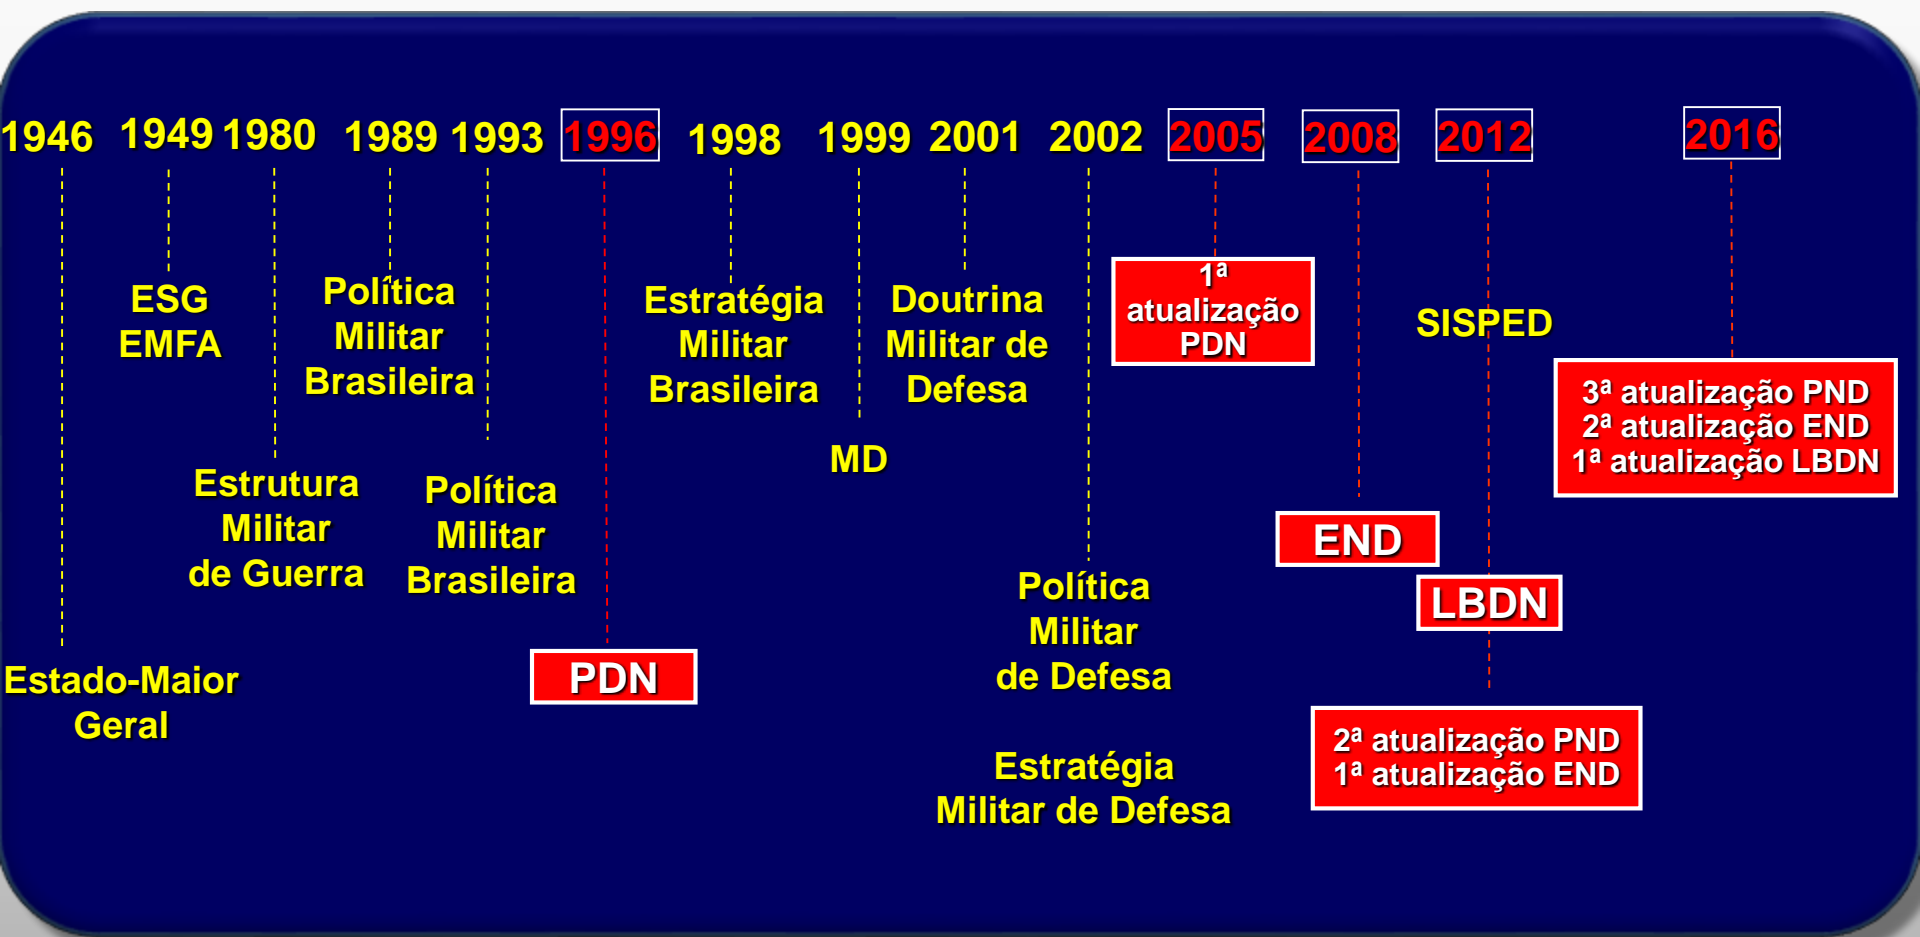 1946 1949 1980 1989 1993 1996 1998 1999 2001 2002 2005 2008 2012 2016
Estado-Maior
Geral
ESG
EMFA
Estrutura
Militar
de Guerra
Política
Militar
Brasileira
Política
Militar
Brasileira
PDN
Estratégia
Militar
Brasileira
MD
Doutrina
Militar de
Defesa
Política
Militar
de Defesa
Estratégia
Militar de Defesa
1ª
atualização
PDN
END
SISPED
LBDN
2ª atualização PND
1ª atualização END
3ª atualização PND
2ª atualização END
1ª atualização LBDN